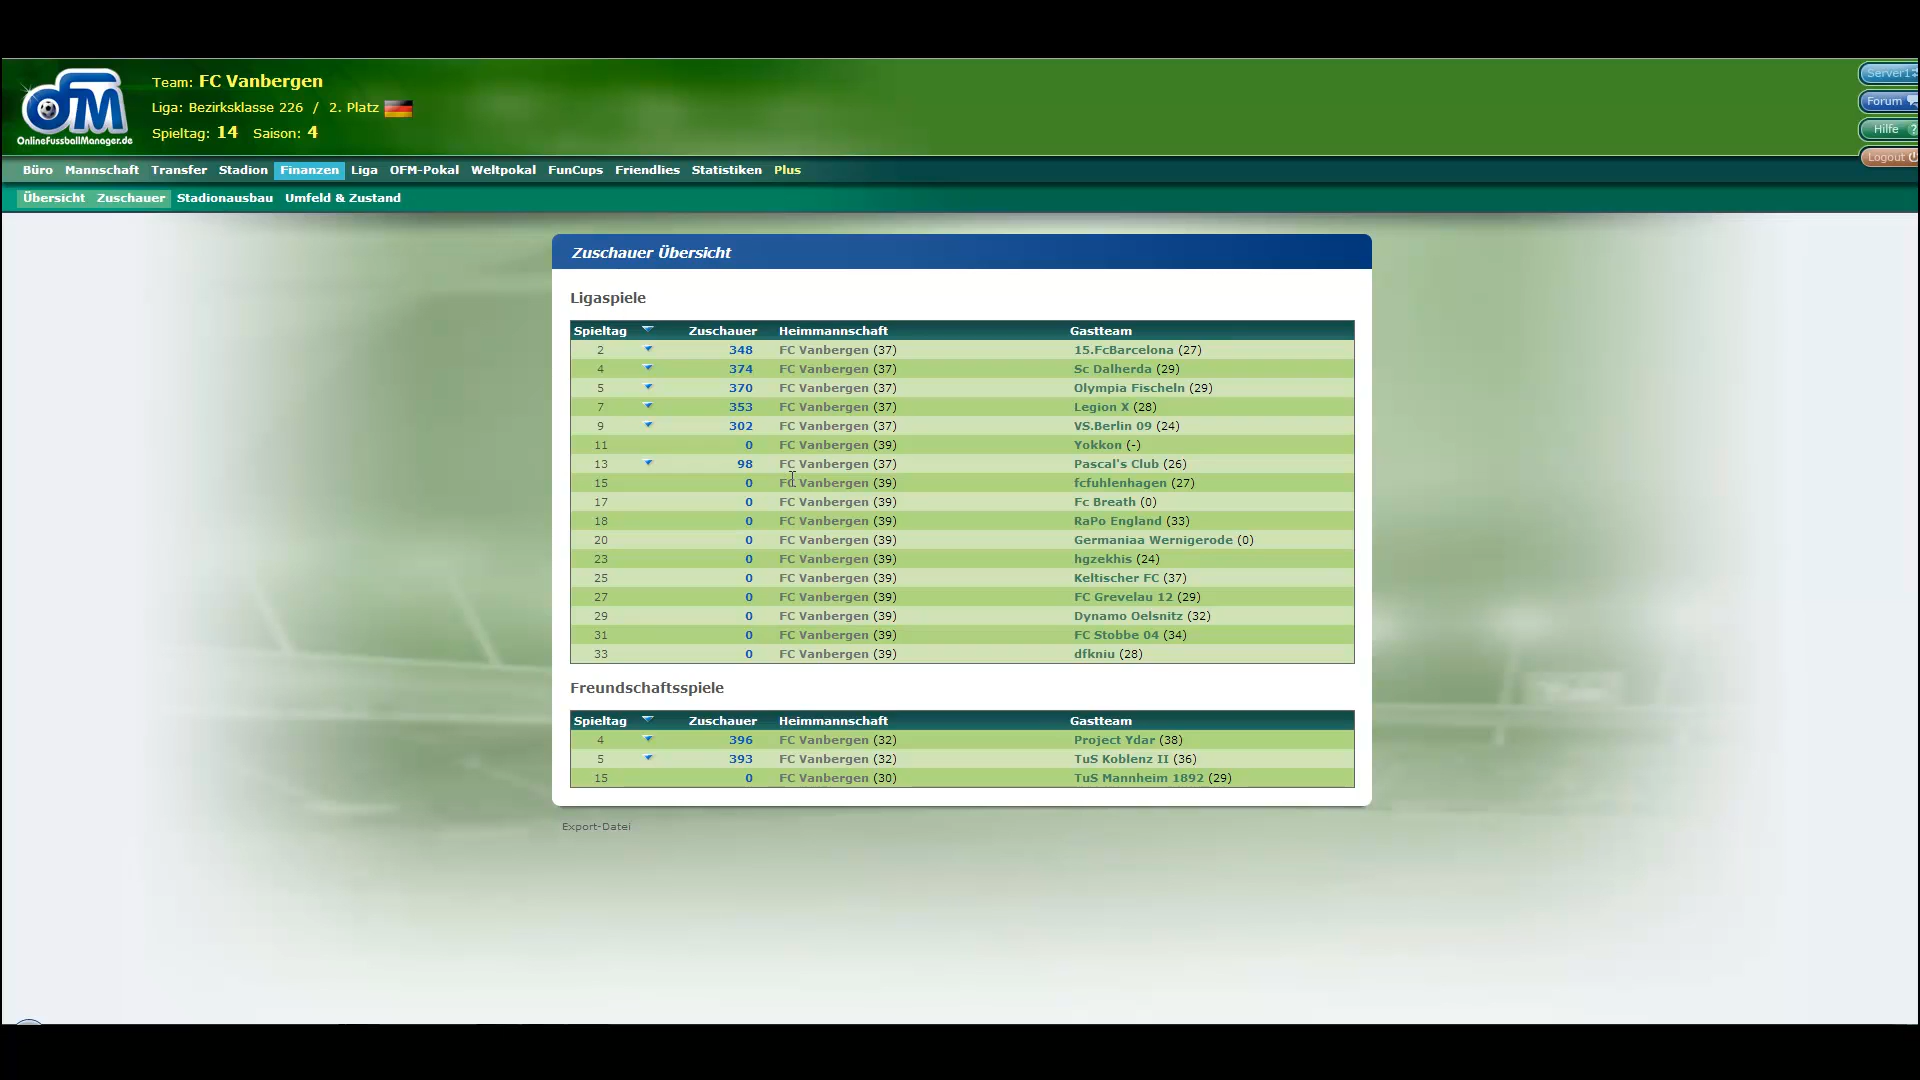 OFM
OnlineFussballManager.de
Team: FC Vanbergen
Liga: Bezirksklasse 226 / 2. Platz
Spieltag: 14 Saison: 4
Server1
Forum
Hilfe ?
Logout
Büro Mannschaft Transfer Stadion Finanzen Liga OFM-Pokal Weltpokal FunCups Friendlies Statistiken Plus
Übersicht Zuschauer Stadionausbau Umfeld & Zustand
Zuschauer Übersicht
Ligaspiele
Spieltag Zuschauer Heimmannschaft Gastteam
2 348 FC Vanbergen (37) 15.FcBarcelona (27)
4 374 FC Vanbergen (37) Sc Dalherda (29)
5 370 FC Vanbergen (37) Olympia Fischeln (29)
7 353 FC Vanbergen (37) Legion X (28)
9 302 FC Vanbergen (37) VS.Berlin 09 (24)
11 0 FC Vanbergen (39) Yokkon (-)
13 98 FC Vanbergen (37) Pascal's Club (26)
15 0 FC Vanbergen (39) fcfuhlenhagen (27)
17 0 FC Vanbergen (39) Fc Breath (0)
18 0 FC Vanbergen (39) RaPo England (33)
20 0 FC Vanbergen (39) Germaniaa Wernigerode (0)
23 0 FC Vanbergen (39) hgzekhis (24)
25 0 FC Vanbergen (39) Keltischer FC (37)
27 0 FC Vanbergen (39) FC Grevelau 12 (29)
29 0 FC Vanbergen (39) Dynamo Oelsnitz (32)
31 0 FC Vanbergen (39) FC Stobbe 04 (34)
33 0 FC Vanbergen (39) dfkniu (28)
Freundschaftsspiele
Spieltag Zuschauer Heimmannschaft Gastteam
4 396 FC Vanbergen (32) Project Ydar (38)
5 393 FC Vanbergen (32) TuS Koblenz II (36)
15 0 FC Vanbergen (30) TuS Mannheim 1892 (29)
Export-Datei